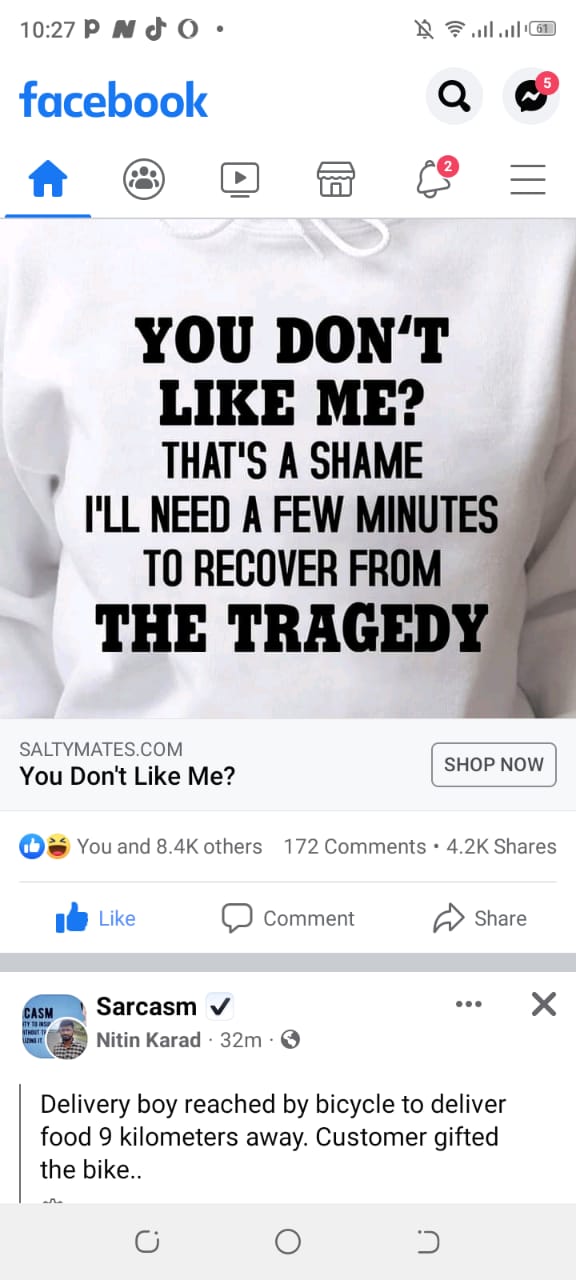 10:27
61
facebook
5
2
YOU DON‘T
LIKE ME?
THAT'S A SHAME
I'LL NEED A FEW MINUTES
TO RECOVER FROM
THE TRAGEDY
SALTYMATES.COM
You Don't Like Me?
SHOP NOW
You and 8.4K others 172 Comments • 4.2K Shares
Like Comment Share
CASM
Sarcasm
Nitin Karad · 32m ·
Delivery boy reached by bicycle to deliver
food 9 kilometers away. Customer gifted
the bike..